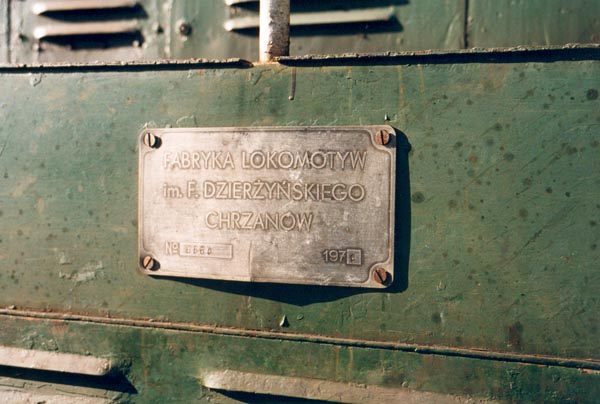 FABRYKA LOKOMOTYW
im. F. DZIERŻYŃSKIEGO
CHRZANÓW
Nº
197